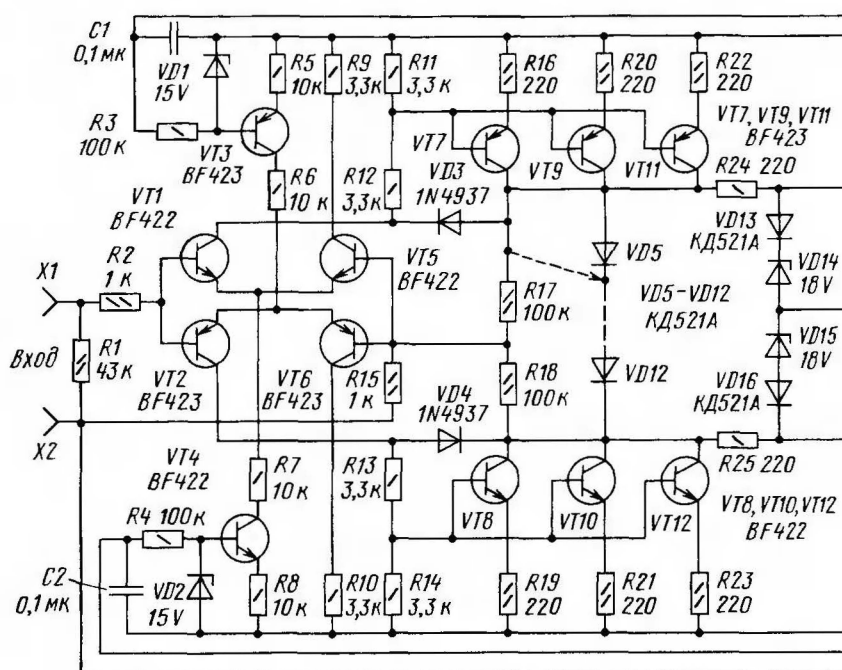 C1
0,1 мк
VD1
15V
R5
10к
R9
3,3к
R11
3,3к
R16
220
R20
220
R22
220
R3
100к
VT3
BF423
VT7
VT9
VT11
VT7, VT9, VT11
BF423
R24 220
VD3
1N4937
R6
10 к
R12
3,3к
VT1
BF422
R2
1 к
X1
VT5
BF422
VD5
VD13
КД521А
VD14
18V
R17
100к
VD5-VD12
КД521А
VD15
18V
Вход
R1
43 к
VT2
BF423
VT6
BF423
R15
1 к
R18
100к
VD12
VD16
КД521А
X2
VD4
1N4937
R25 220
VT4
BF422
R7
10 к
R13
3,3к
VT8
VT10
VT12
VT8, VT10, VT12
BF422
R4 100к
C2
0,1 мк
VD2
15V
R8
10к
R10
3,3к
R14
3,3 к
R19
220
R21
220
R23
220